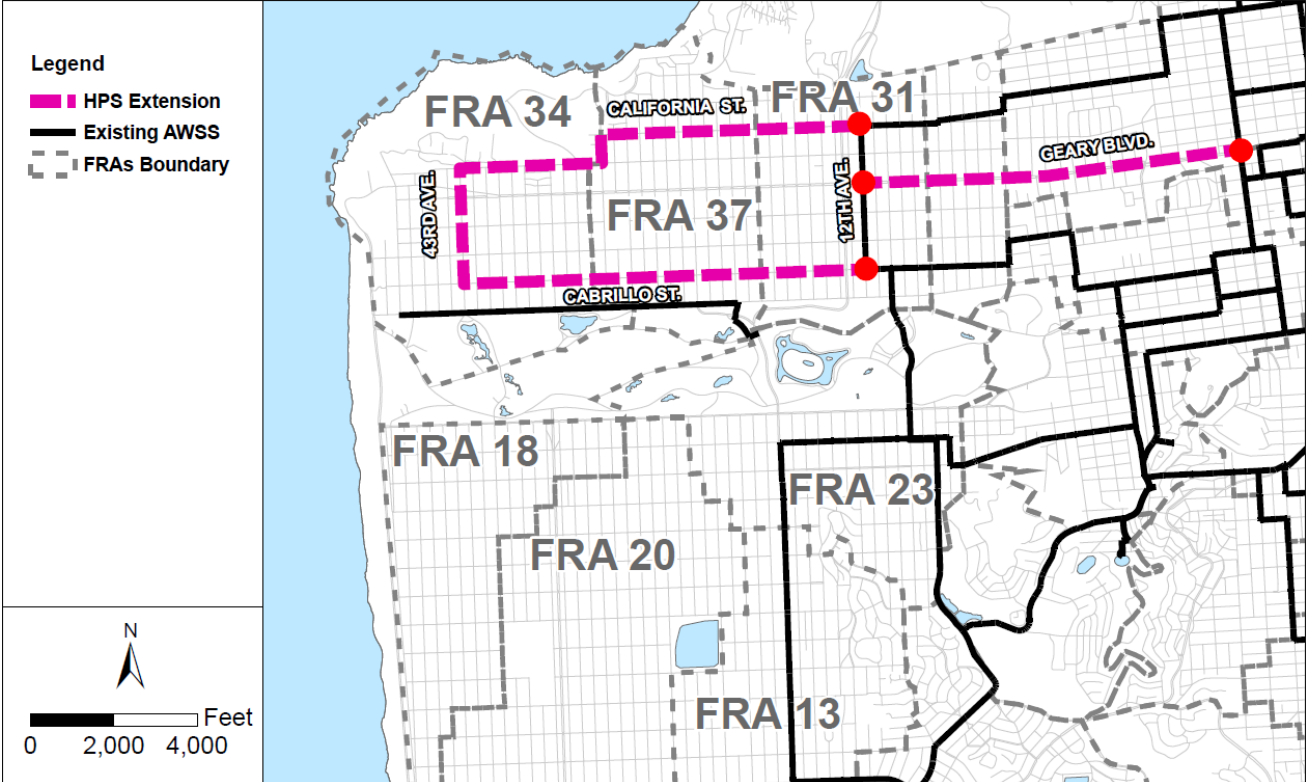 Legend
HPS Extension
Existing AWSS
FRAs Boundary
N
Feet
0 2,000 4,000
FRA 34
CALIFORNIA ST.
FRA 31
GEARY BLVD.
43RD AVE.
FRA 37
12TH AVE.
CABRILLO ST.
FRA 18
FRA 23
FRA 20
FRA 13